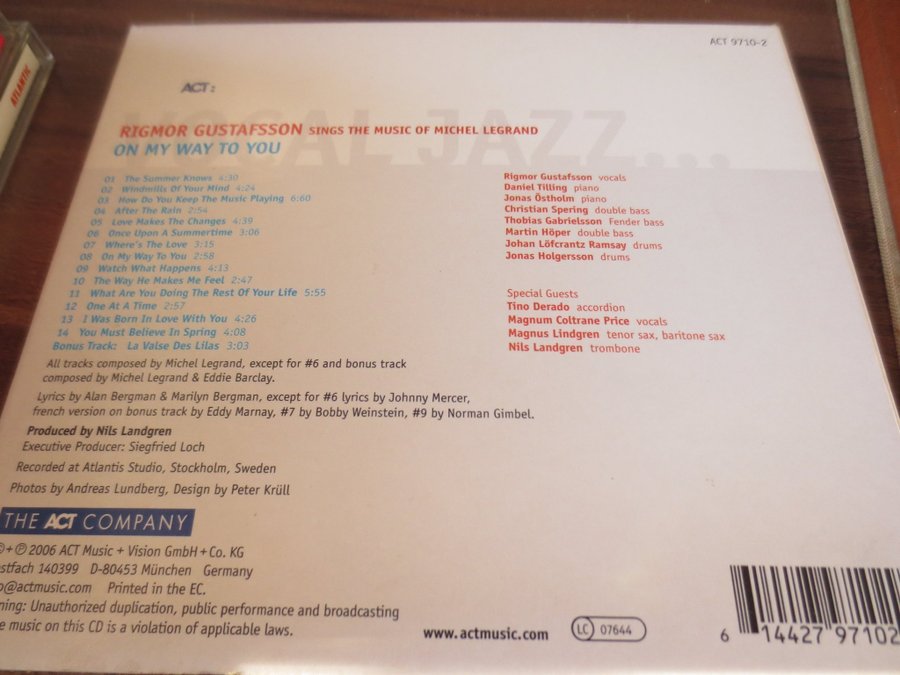 ATLANTIC
ACT 9710-2
ACT:
VOCAL JAZZ...
RIGMOR GUSTAFSSON SINGS THE MUSIC OF MICHEL LEGRAND
ON MY WAY TO YOU
01 The Summer Knows 4:30
02 Windmills Of Your Mind 4:24
03 How Do You Keep The Music Playing 6:60
04 After The Rain 2:54
05 Love Makes The Changes 4:39
06 Once Upon A Summertime 3:06
07 Where's The Love 3:15
08 On My Way To You 2:58
09 Watch What Happens 4:13
10 The Way He Makes Me Feel 2:47
11 What Are You Doing The Rest Of Your Life 5:55
12 One At A Time 2:57
13 I Was Born In Love With You 4:26
14 You Must Believe In Spring 4:08
Bonus Track: La Valse Des Lilas 3:03
Rigmor Gustafsson vocals
Daniel Tilling piano
Jonas Östholm piano
Christian Spering double bass
Thobias Gabrielsson Fender bass
Martin Höper double bass
Johan Löfcrantz Ramsay drums
Jonas Holgersson drums
Special Guests
Tino Derado accordion
Magnum Coltrane Price vocals
Magnus Lindgren tenor sax, baritone sax
Nils Landgren trombone
All tracks composed by Michel Legrand, except for #6 and bonus track
composed by Michel Legrand & Eddie Barclay.
Lyrics by Alan Bergman & Marilyn Bergman, except for #6 lyrics by Johnny Mercer,
french version on bonus track by Eddy Marnay, #7 by Bobby Weinstein, #9 by Norman Gimbel.
Produced by Nils Landgren
Executive Producer: Siegfried Loch
Recorded at Atlantis Studio, Stockholm, Sweden
Photos by Andreas Lundberg, Design by Peter Krüll
THE ACT COMPANY
©+℗ 2006 ACT Music + Vision GmbH + Co. KG
stfach 140399 D-80453 München Germany
o@actmusic.com Printed in the EC.
ning: Unauthorized duplication, public performance and broadcasting
e music on this CD is a violation of applicable laws.
www.actmusic.com
LC 07644
6 14427 97102